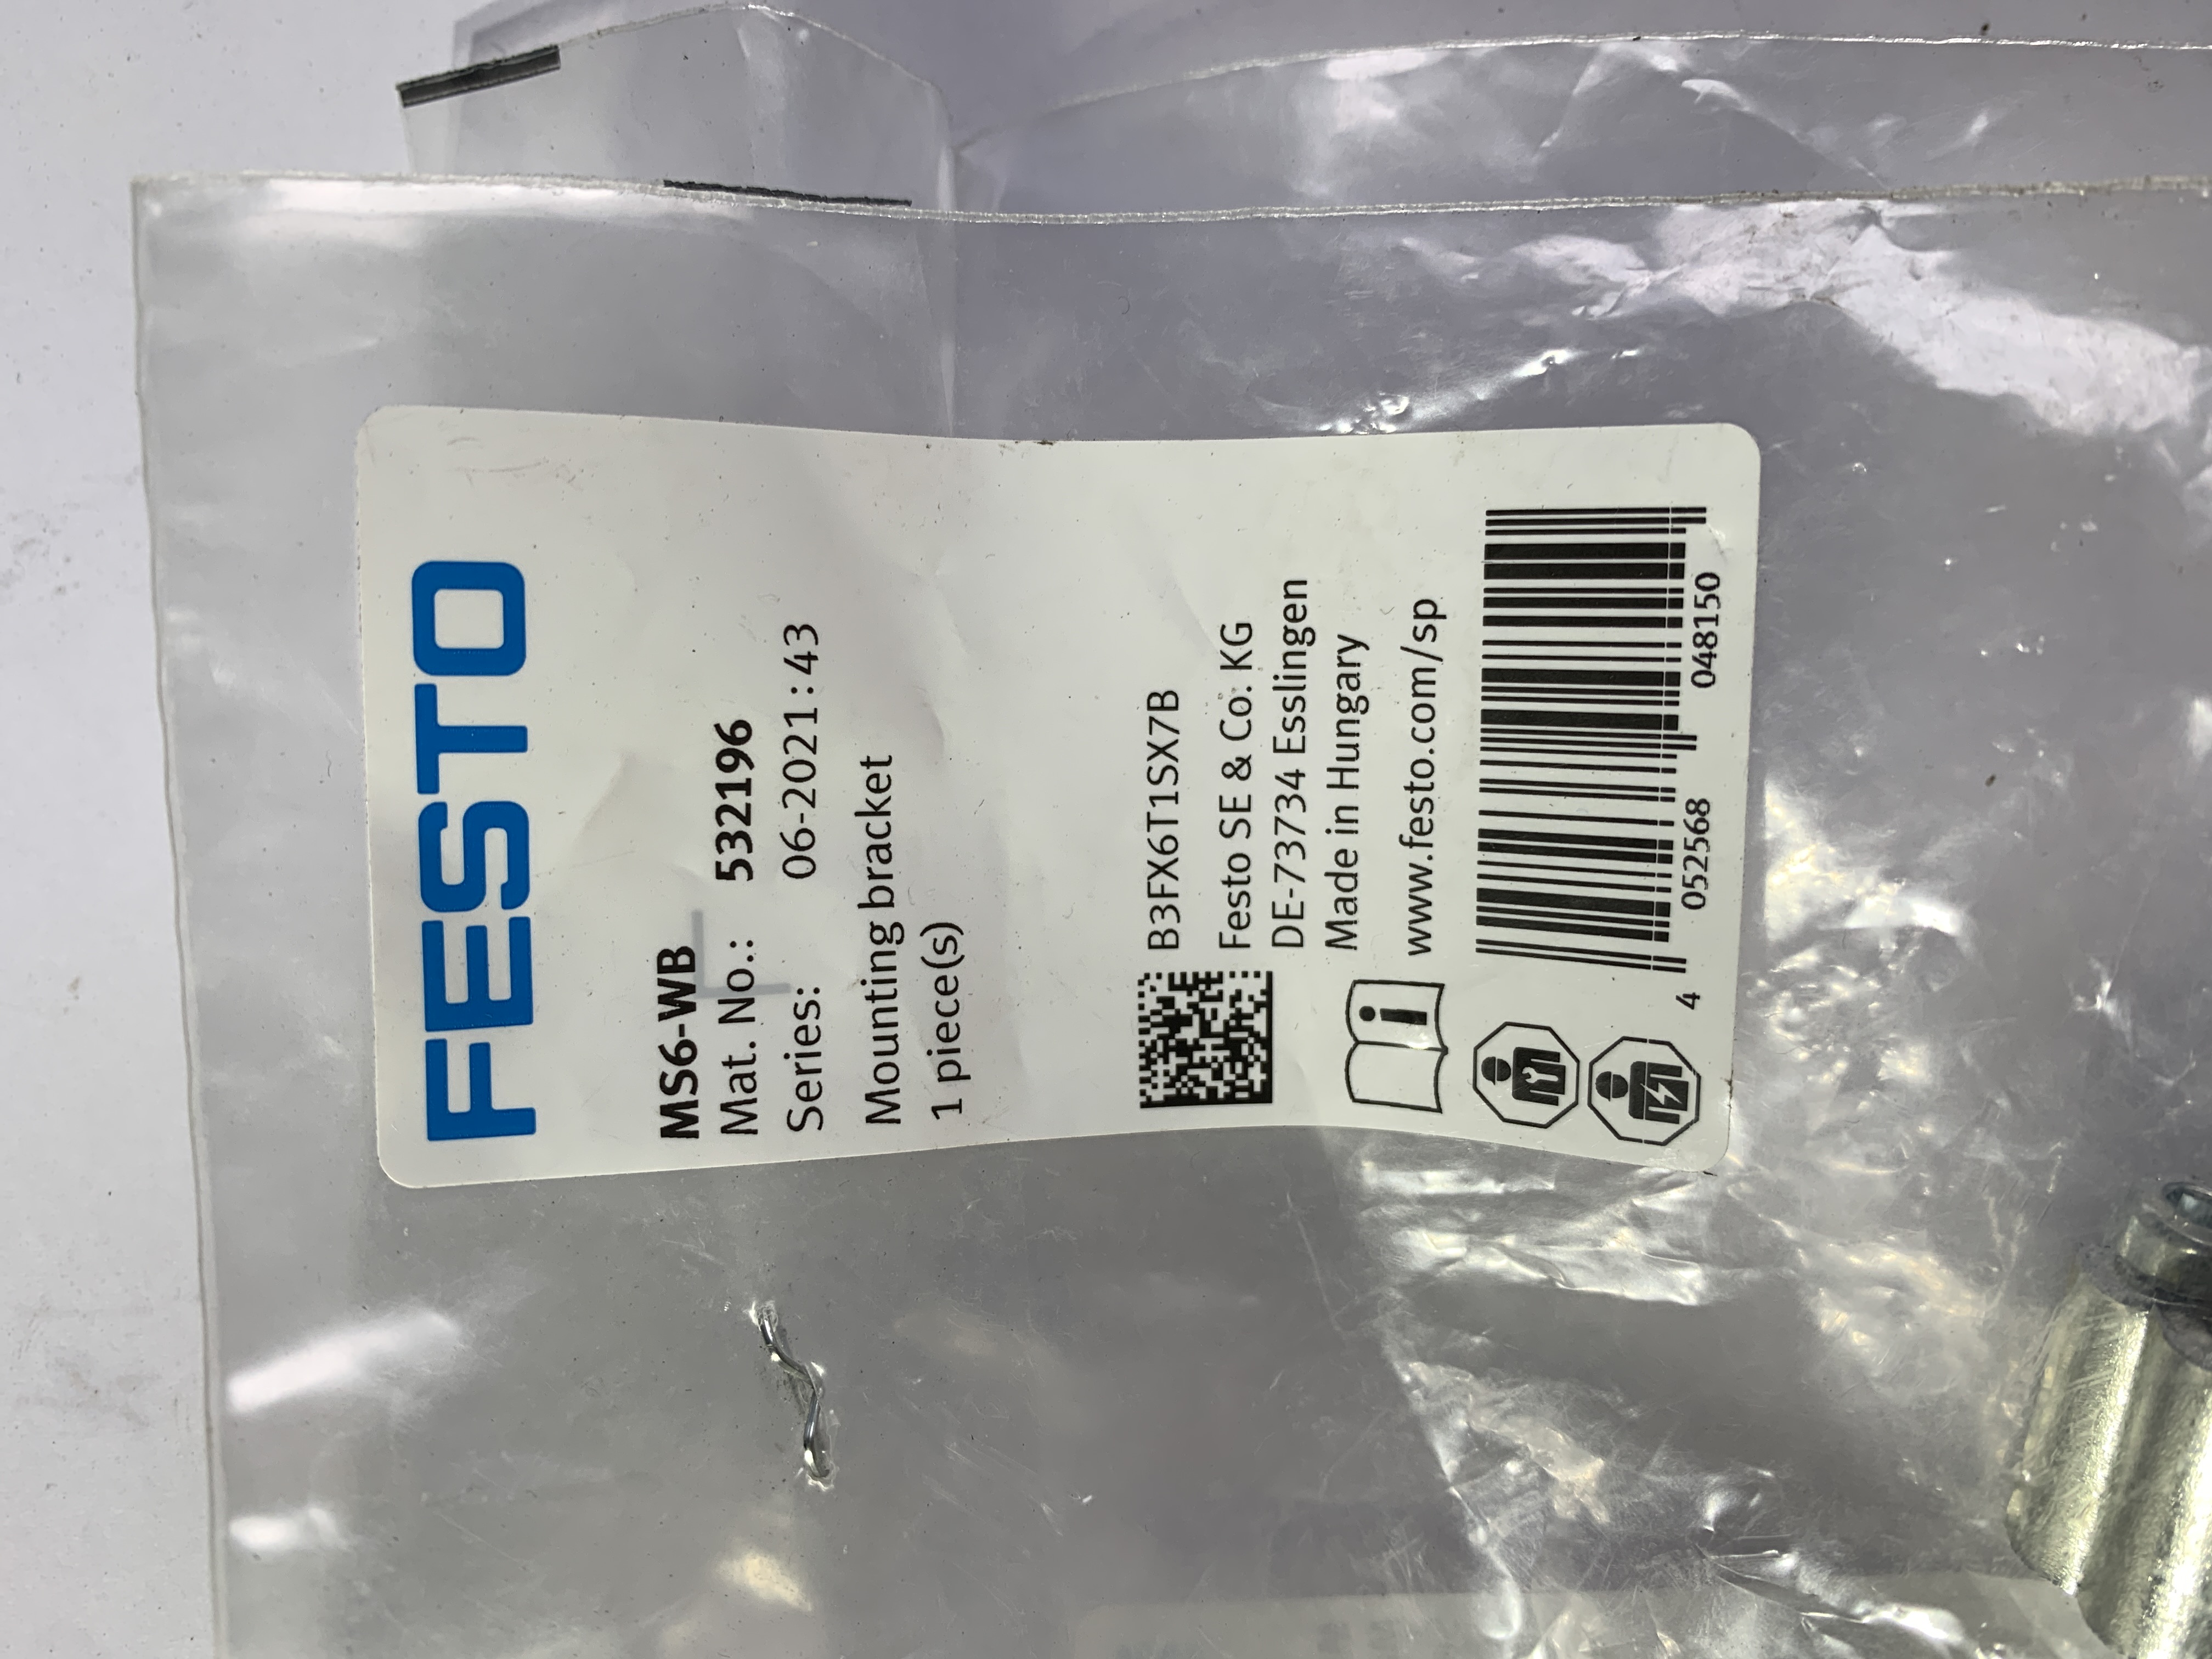 FESTO
MS6-WB
Mat. No.: 532196
Series: 06-2021 : 43
Mounting bracket
1 piece(s)
B3FX6T1SX7B
Festo SE & Co. KG
DE-73734 Esslingen
Made in Hungary
www.festo.com/sp
4 052568 048150